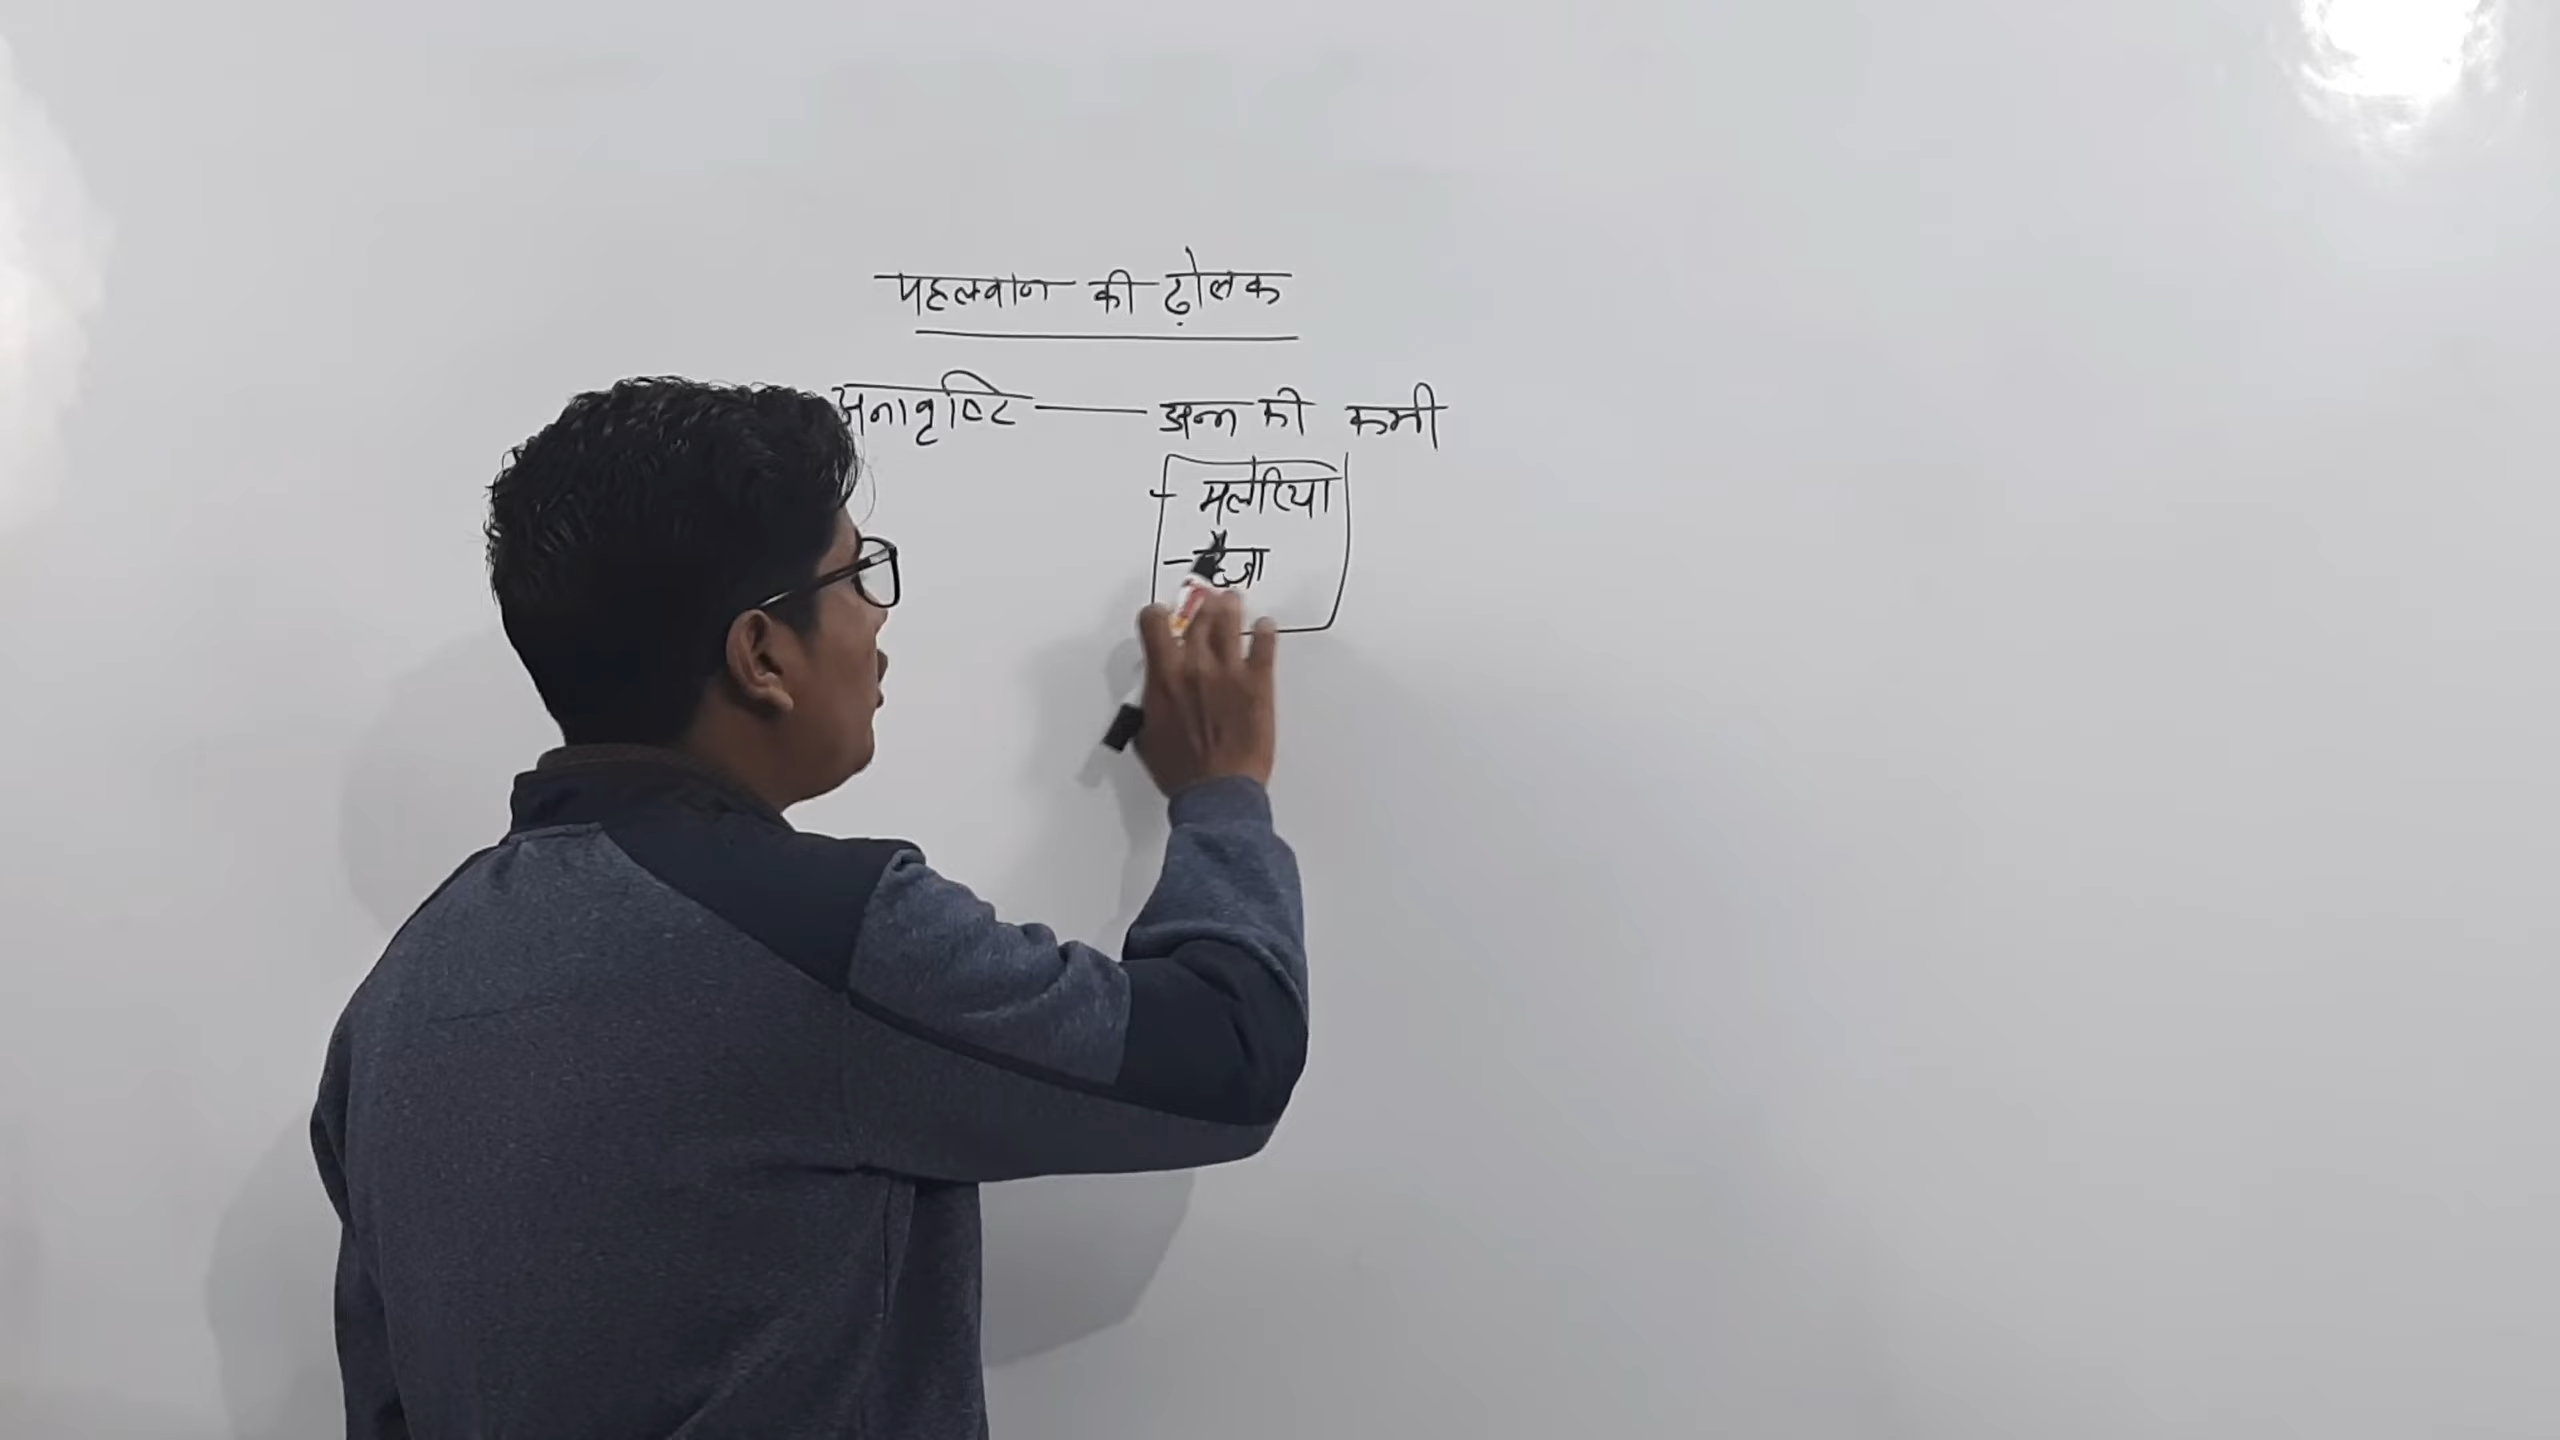 पहलवान की ढ़ोलक
अनावृष्टि — अन्न की कमी
- मलेरिया
- हैजा